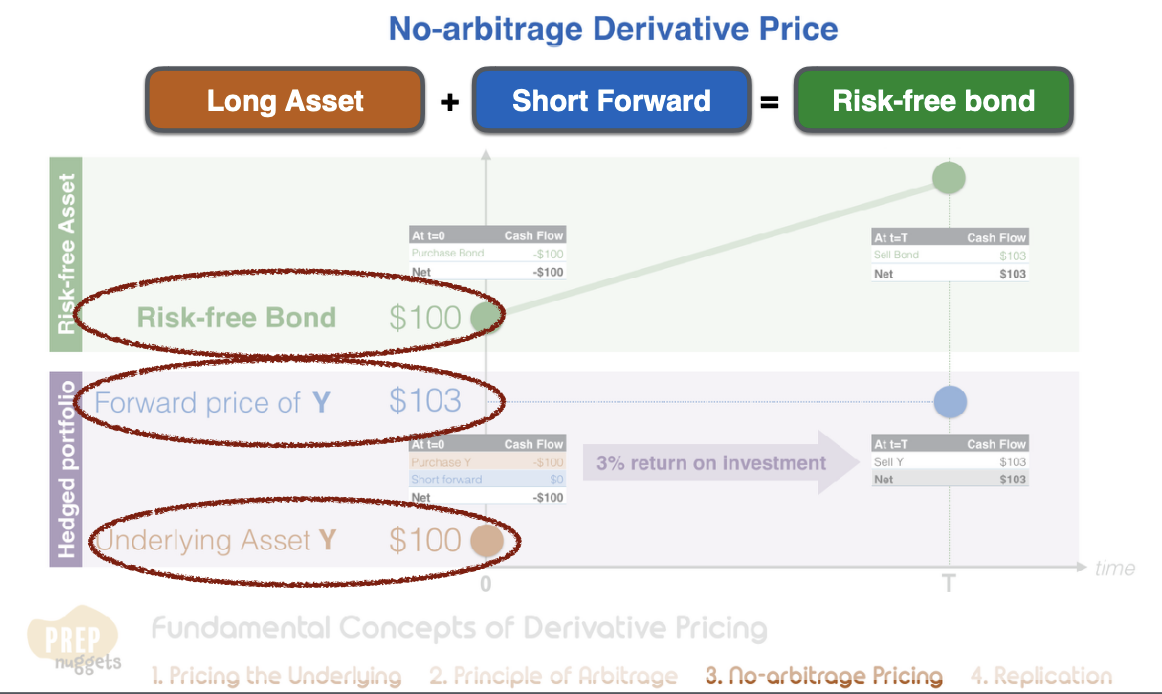 No-arbitrage Derivative Price
Long Asset + Short Forward = Risk-free bond
Risk-free Asset
At t=0 Cash Flow
Purchase Bond -$100
Net -$100
At t=T Cash Flow
Sell Bond $103
Net $103
Risk-free Bond $100
Hedged portfolio
Forward price of Y $103
At t=0 Cash Flow
Purchase Y -$100
Short forward $0
Net -$100
3% return on investment
At t=T Cash Flow
Sell Y $103
Net $103
Underlying Asset Y $100
time
0 T
PREP
nuggets
Fundamental Concepts of Derivative Pricing
1. Pricing the Underlying 2. Principle of Arbitrage 3. No-arbitrage Pricing 4. Replication